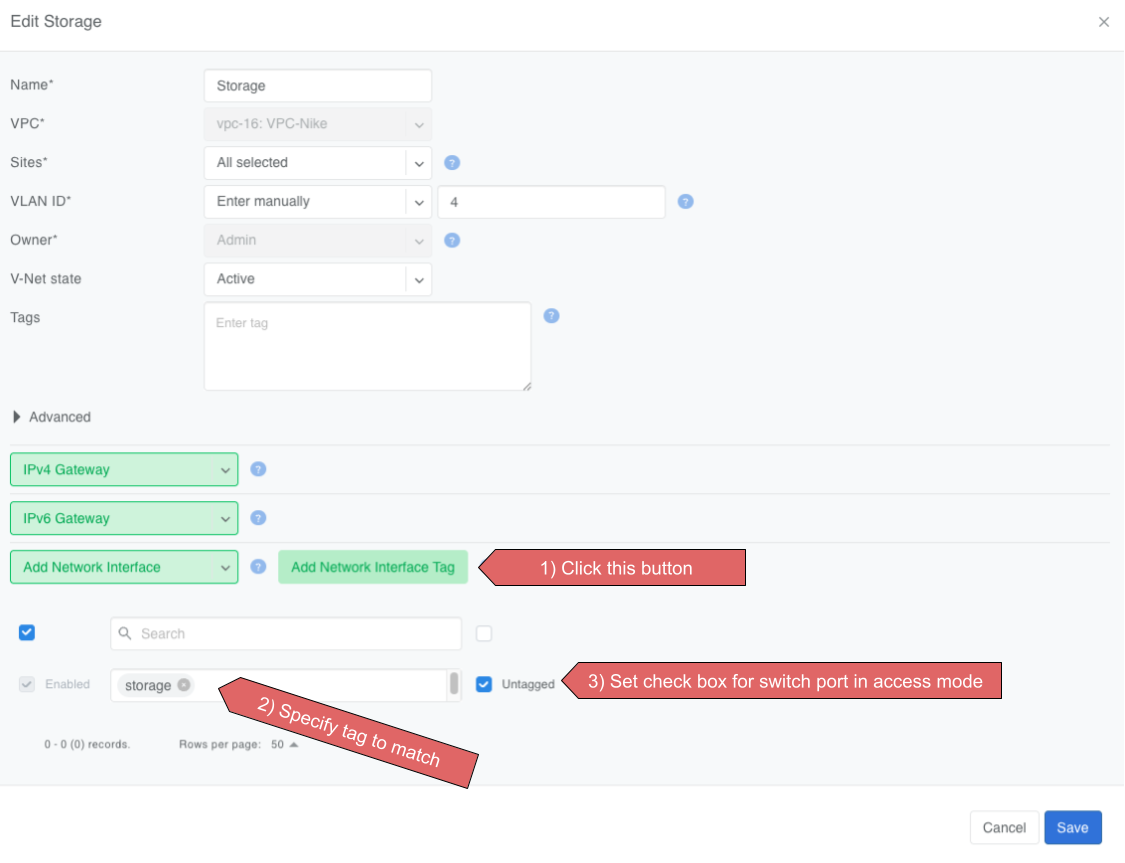 Edit Storage
Name*
Storage
VPC*
vpc-16: VPC-Nike
Sites*
All selected
?
VLAN ID*
Enter manually
4
?
Owner*
Admin
?
V-Net state
Active
Tags
Enter tag
?
Advanced
IPv4 Gateway
?
IPv6 Gateway
?
Add Network Interface
?
Add Network Interface Tag
1) Click this button
Search
Enabled
storage
Untagged
3) Set check box for switch port in access mode
2) Specify tag to match
0 - 0 (0) records.
Rows per page: 50
Cancel
Save